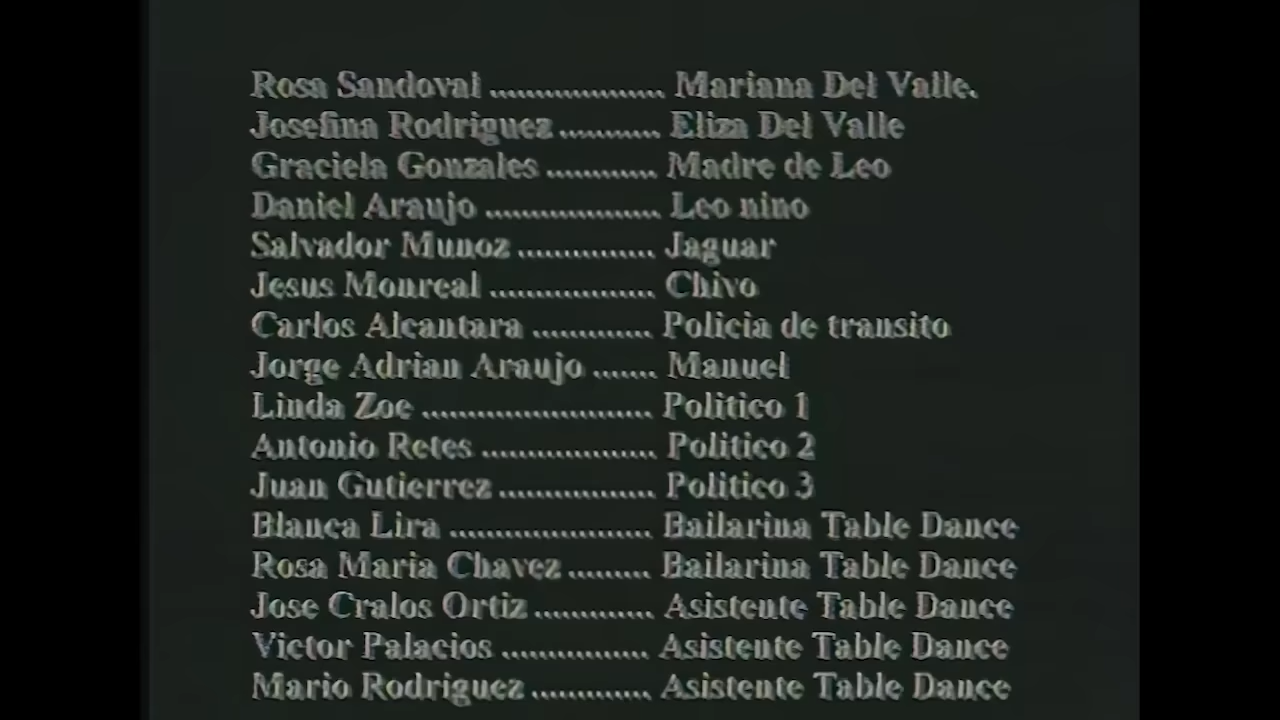 Rosa Sandoval ................... Mariana Del Valle.
Josefina Rodriguez ........... Eliza Del Valle
Graciela Gonzales ............ Madre de Leo
Daniel Araujo ................... Leo nino
Salvador Munoz ............... Jaguar
Jesus Monreal .................. Chivo
Carlos Alcantara ............. Policia de transito
Jorge Adrian Araujo ....... Manuel
Linda Zoe ......................... Politico 1
Antonio Retes ................... Politico 2
Juan Gutierrez ................. Politico 3
Blanca Lira ...................... Bailarina Table Dance
Rosa Maria Chavez ......... Bailarina Table Dance
Jose Cralos Ortiz ............. Asistente Table Dance
Victor Palacios ................ Asistente Table Dance
Mario Rodriguez ............. Asistente Table Dance